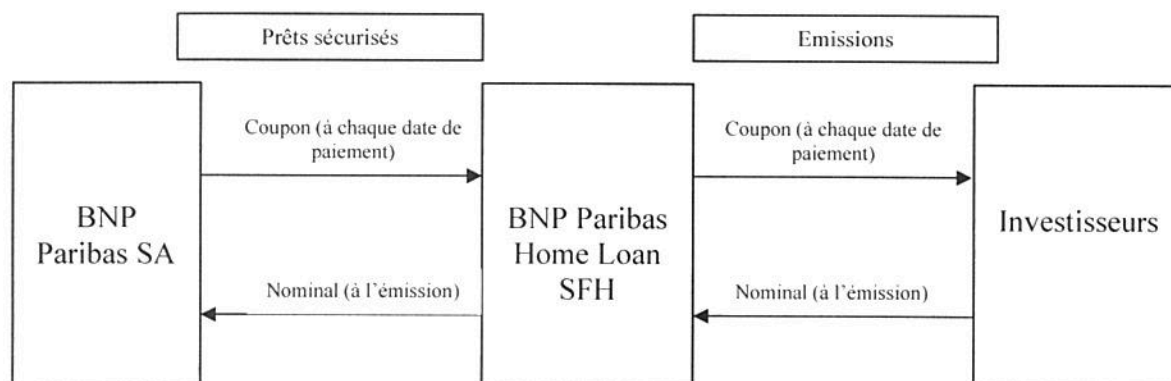 Prêts sécurisés
Emissions
Coupon (à chaque date de
paiement)
Coupon (à chaque date de
paiement)
BNP
Paribas SA
BNP Paribas
Home Loan
SFH
Investisseurs
Nominal (à l'émission)
Nominal (à l'émission)